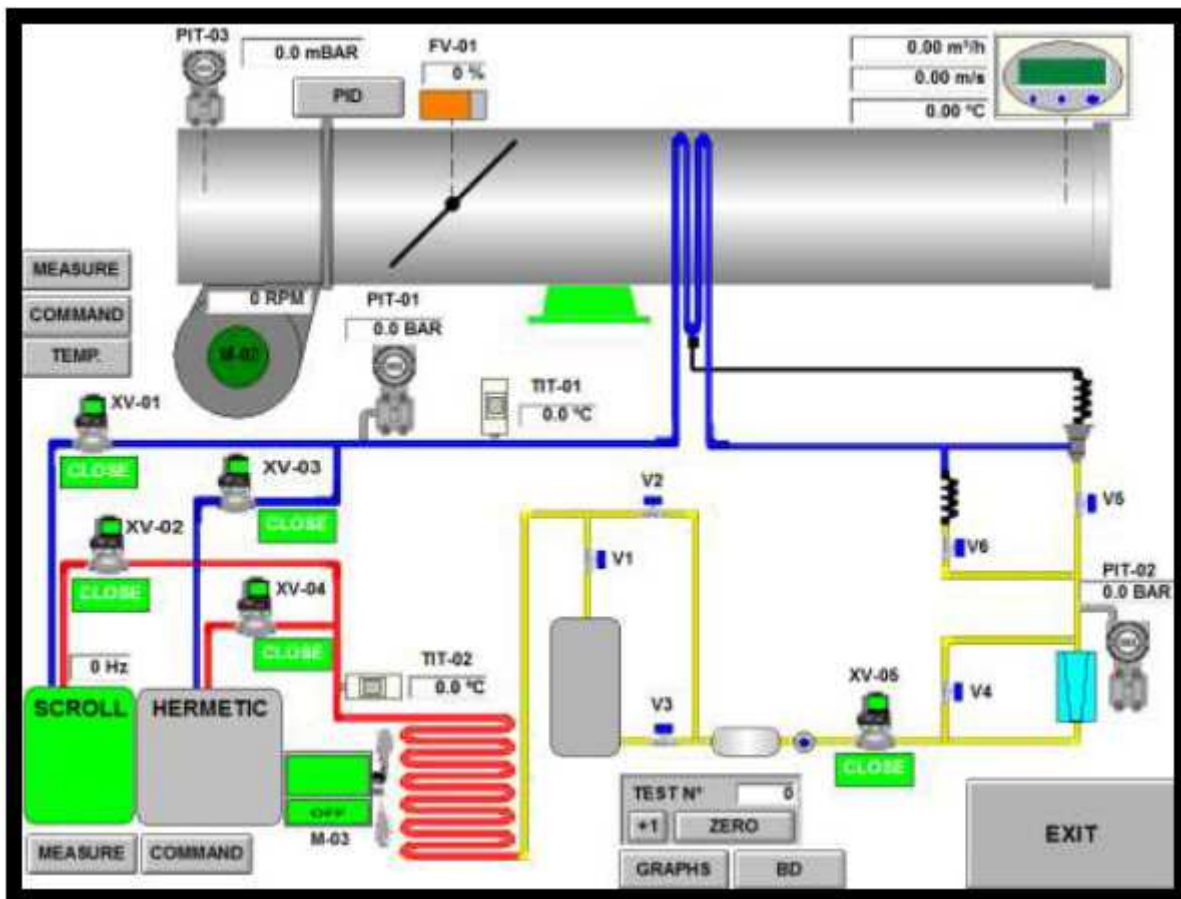 PIT-03
0.0 mBAR
FV-01
0 %
PID
0.00 m³/h
0.00 m/s
0.00 °C
MEASURE
COMMAND
TEMP.
0 RPM
M-02
PIT-01
0.0 BAR
TIT-01
0.0 °C
XV-01
CLOSE
XV-03
CLOSE
XV-02
CLOSE
XV-04
CLOSE
V2
V1
V5
V6
PIT-02
0.0 BAR
0 Hz
TIT-02
0.0 °C
XV-05
V4
V3
SCROLL
HERMETIC
CLOSE
OFF
M-03
TEST N°
0
+1
ZERO
EXIT
MEASURE
COMMAND
GRAPHS
BD